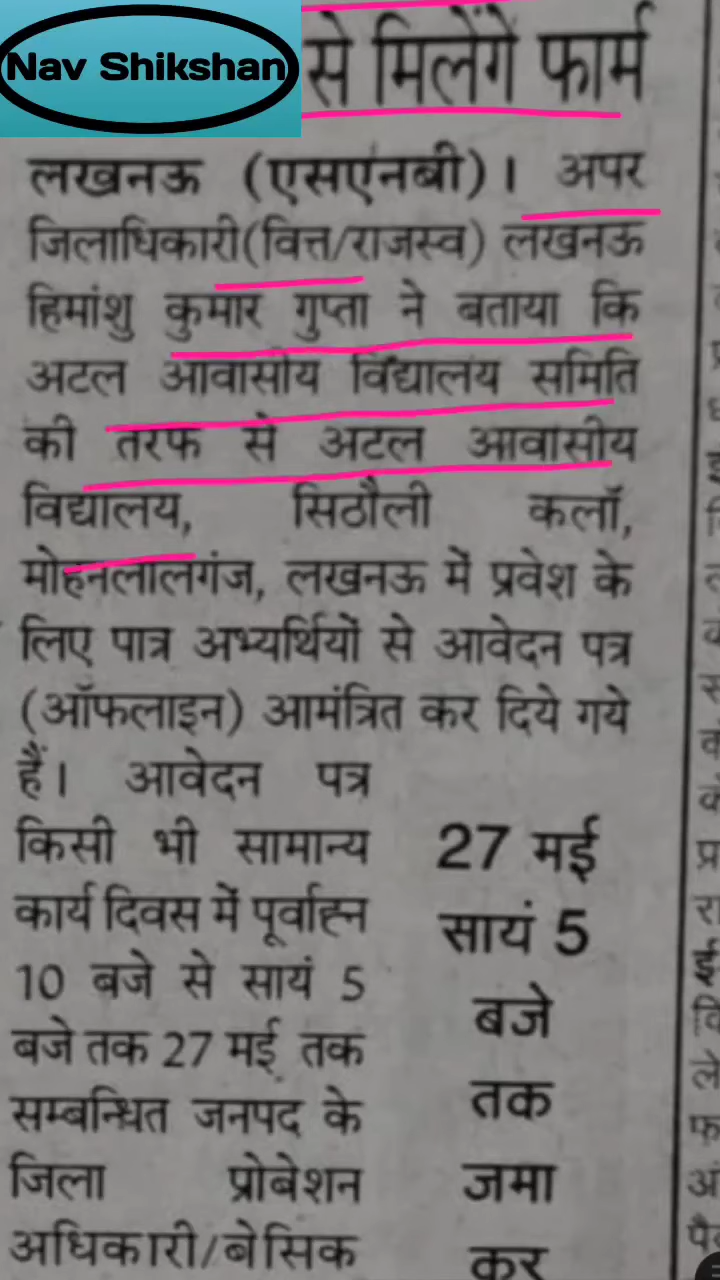 Nav Shikshan
से मिलेंगे फार्म
लखनऊ (एसएनबी)। अपर
जिलाधिकारी(वित्त/राजस्व) लखनऊ
हिमांशु कुमार गुप्ता ने बताया कि
अटल आवासीय विद्यालय समिति
की तरफ से अटल आवासीय
विद्यालय, सिठौली कलॉ,
मोहनलालगंज, लखनऊ में प्रवेश के
लिए पात्र अभ्यर्थियों से आवेदन पत्र
(ऑफलाइन) आमंत्रित कर दिये गये
हैं। आवेदन पत्र
किसी भी सामान्य
कार्य दिवस में पूर्वाह्न
10 बजे से सायं 5
बजे तक 27 मई तक
सम्बन्धित जनपद के
जिला प्रोबेशन
अधिकारी/बेसिक
27 मई
सायं 5
बजे
तक
जमा
कर